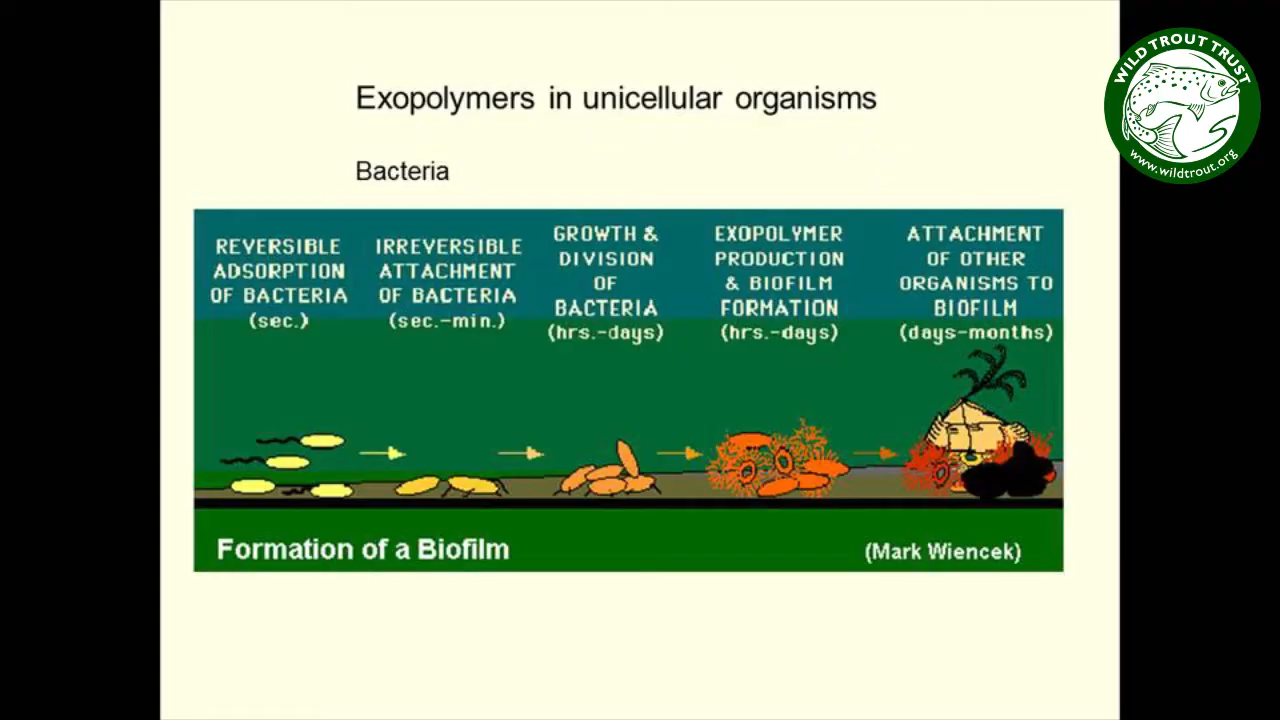 Exopolymers in unicellular organisms
WILD TROUT TRUST
www.wildtrout.org
Bacteria
REVERSIBLE
ADSORPTION
OF BACTERIA
(sec.)
IRREVERSIBLE
ATTACHMENT
OF BACTERIA
(sec.-min.)
GROWTH &
DIVISION
OF
BACTERIA
(hrs.-days)
EXOPOLYMER
PRODUCTION
& BIOFILM
FORMATION
(hrs.-days)
ATTACHMENT
OF OTHER
ORGANISMS TO
BIOFILM
(days-months)
Formation of a Biofilm
(Mark Wiencek)